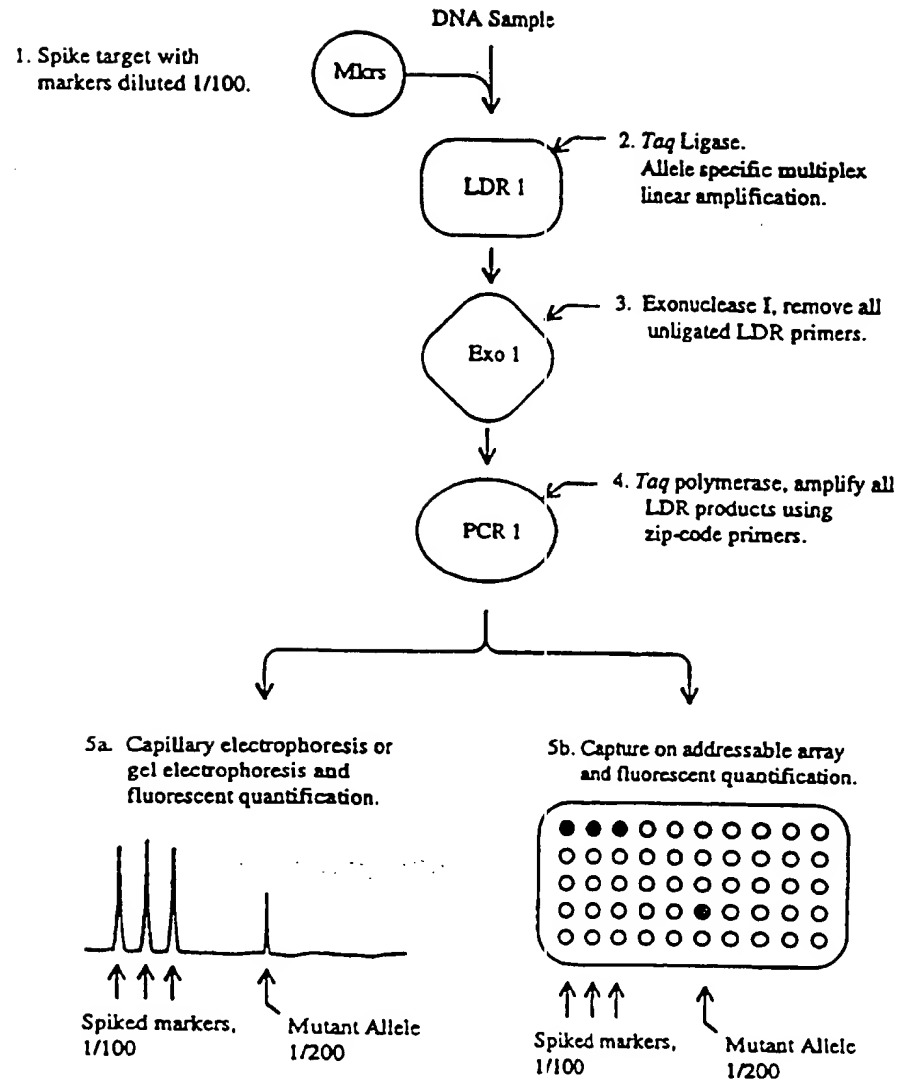 DNA Sample
1. Spike target with
markers diluted 1/100.
Mkrs
2. Taq Ligase.
Allele specific multiplex
linear amplification.
LDR 1
3. Exonuclease I, remove all
unligated LDR primers.
Exo 1
4. Taq polymerase, amplify all
LDR products using
zip-code primers.
PCR 1
5a. Capillary electrophoresis or
gel electrophoresis and
fluorescent quantification.
Spiked markers,
1/100
Mutant Allele
1/200
5b. Capture on addressable array
and fluorescent quantification.
Spiked markers,
1/100
Mutant Allele
1/200